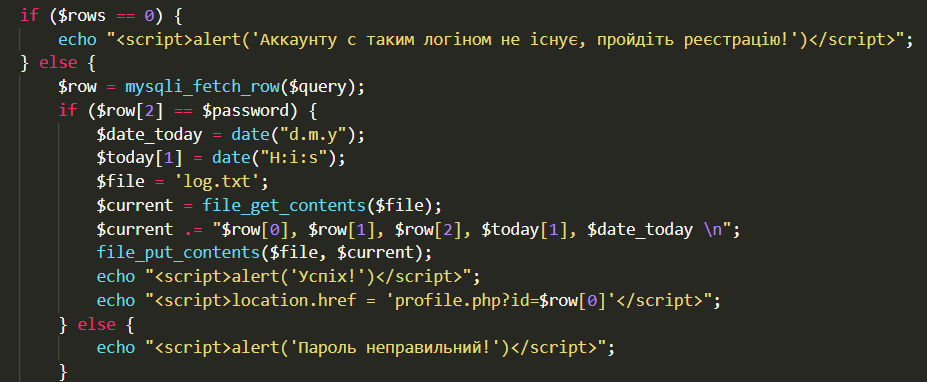 if ($rows == 0) {
echo "<script>alert('Аккаунту с таким логіном не існує, пройдіть реєстрацію!')</script>";
} else {
$row = mysqli_fetch_row($query);
if ($row[2] == $password) {
$date_today = date("d.m.y");
$today[1] = date("H:i:s");
$file = 'log.txt';
$current = file_get_contents($file);
$current .= "$row[0], $row[1], $row[2], $today[1], $date_today \n";
file_put_contents($file, $current);
echo "<script>alert('Успіх!')</script>";
echo "<script>location.href = 'profile.php?id=$row[0]'</script>";
} else {
echo "<script>alert('Пароль неправильний!')</script>";
}